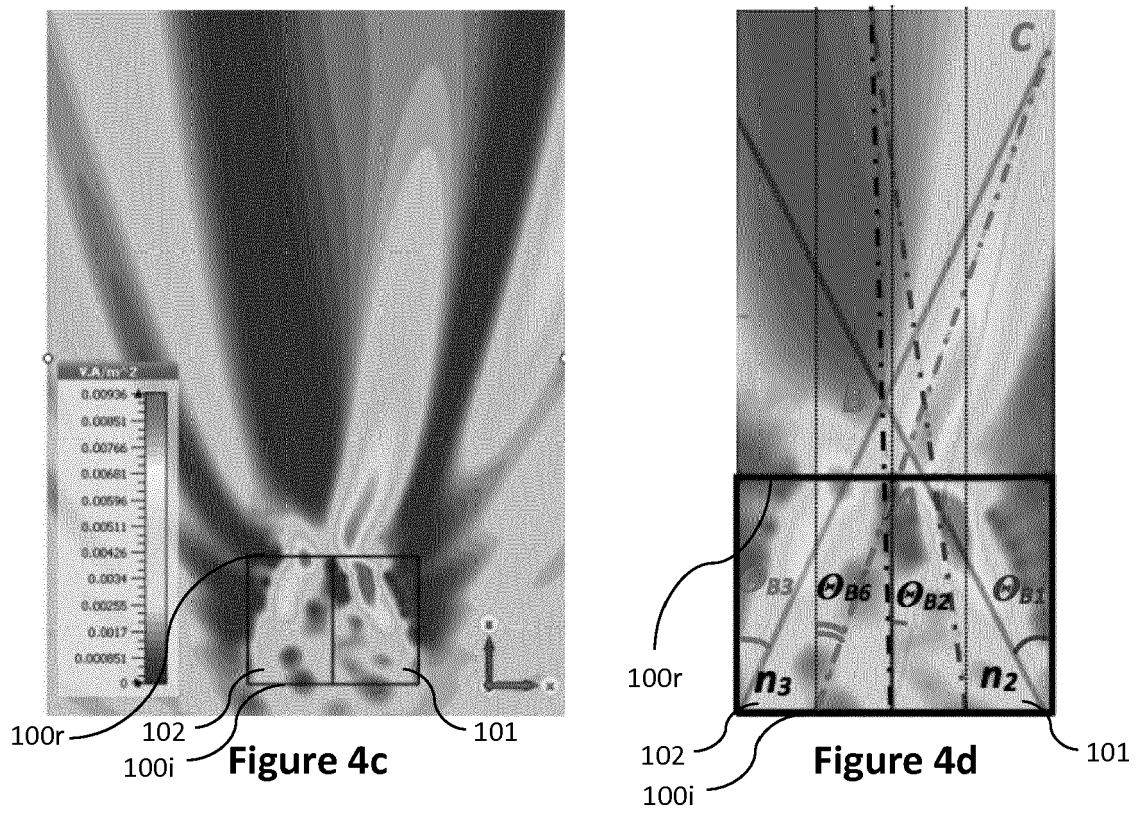 C
V.A/m^2
0.00936
0.00851
0.00766
0.00681
0.00596
0.00511
0.00426
0.0034
0.00255
0.0017
0.000851
0
z
x
B
ΘB3
ΘB6
ΘB2
ΘB1
n3
n2
100r
102
100i
101
Figure 4c
100r
102
100i
101
Figure 4d